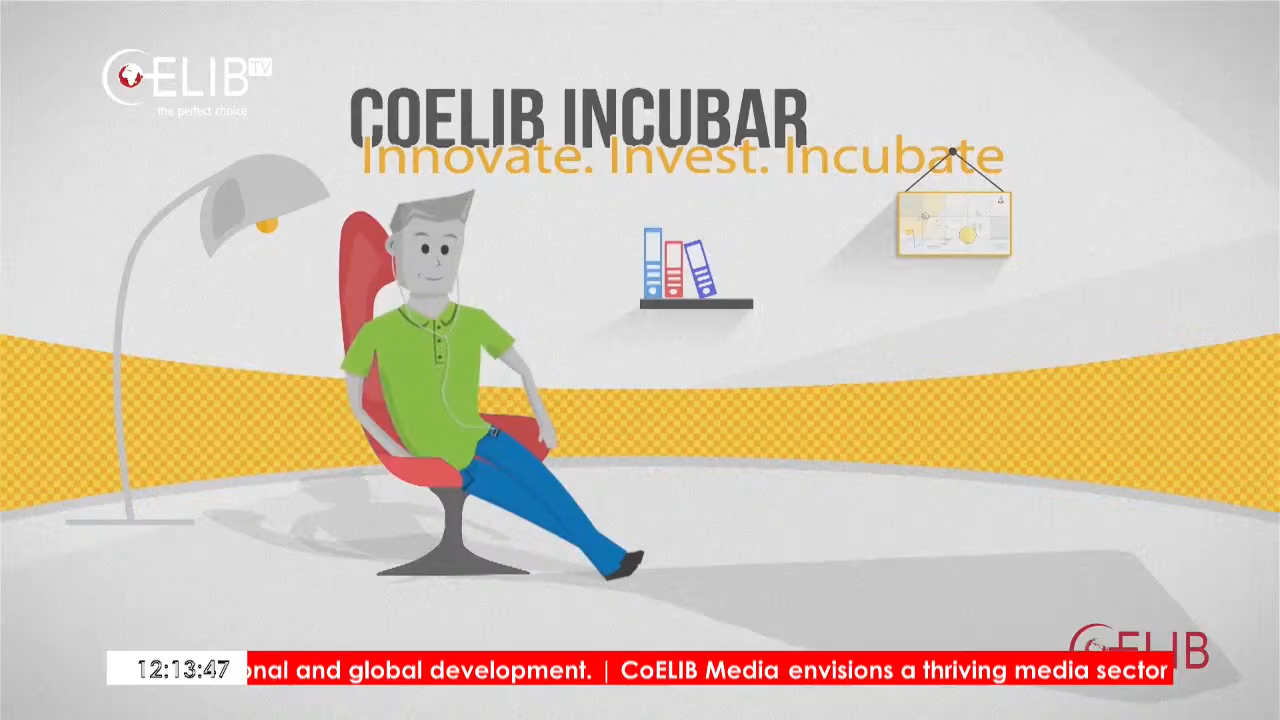 CELIB TV
the perfect choice
COELIB INCUBAR
Innovate. Invest. Incubate
CELIB
12:13:47
onal and global development. | CoELIB Media envisions a thriving media sector